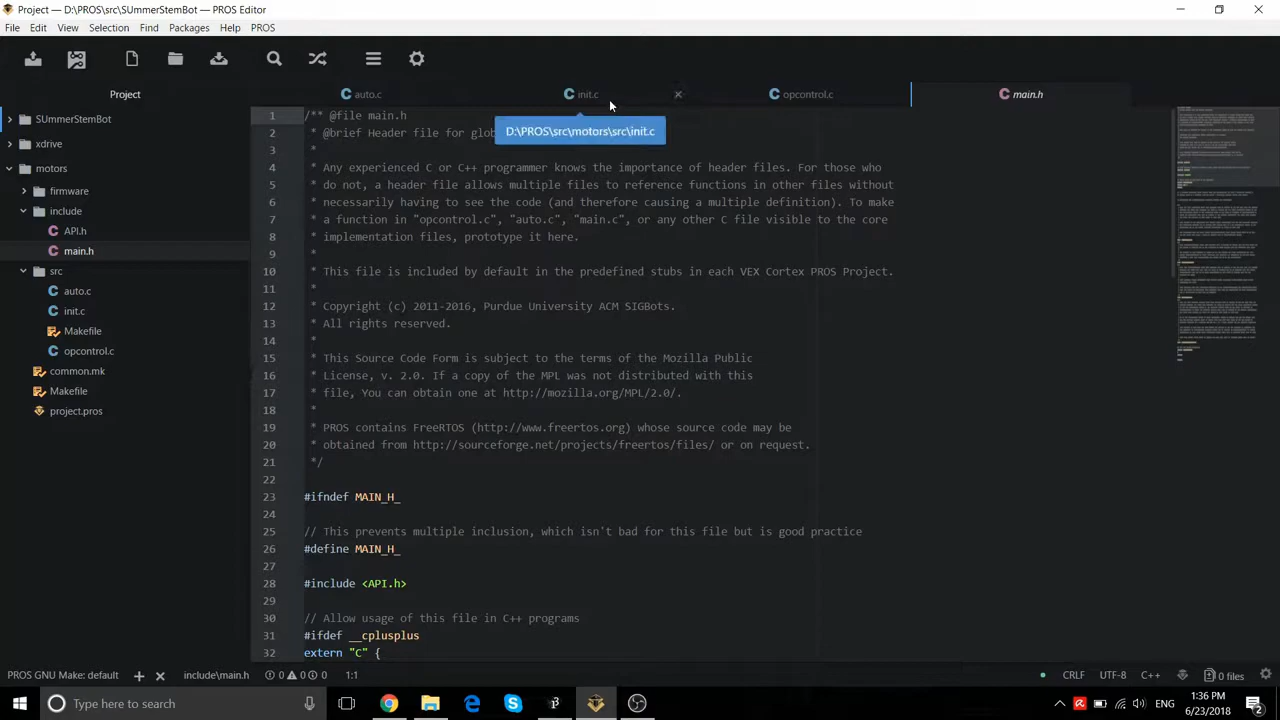 SUmmerStemBot — D:\PROS\src\SUmmerStemBot — PROS Editor
File Edit View Selection Find Packages Help PROS
Project
auto.c
init.c
opcontrol.c
main.h
D:\PROS\src\motors\src\init.c
SUmmerStemBot
xdrive
motors
firmware
include
API.h
main.h
src
auto.c
init.c
Makefile
opcontrol.c
common.mk
Makefile
project.pros
1 /** @file main.h
2 * @brief Header file for glo
3 *
4 * Any experienced C or C++ programmer knows the importance of header files. For those who
5 * do not, a header file allows multiple files to reference functions in other files without
6 * necessarily having to see the code (and therefore causing a multiple definition). To make
7 * a function in "opcontrol.c", "auto.c", "main.c", or any other C file visible to the core
8 * implementation files, prototype it here.
9 *
10 * This file is included by default in the predefined stubs in each VEX Cortex PROS Project.
11 *
12 * Copyright (c) 2011-2016, Purdue University ACM SIGBots.
13 * All rights reserved.
14 *
15 * This Source Code Form is subject to the terms of the Mozilla Public
16 * License, v. 2.0. If a copy of the MPL was not distributed with this
17 * file, You can obtain one at http://mozilla.org/MPL/2.0/.
18 *
19 * PROS contains FreeRTOS (http://www.freertos.org) whose source code may be
20 * obtained from http://sourceforge.net/projects/freertos/files/ or on request.
21 */
22
23 #ifndef MAIN_H_
24
25 // This prevents multiple inclusion, which isn't bad for this file but is good practice
26 #define MAIN_H_
27
28 #include <API.h>
29
30 // Allow usage of this file in C++ programs
31 #ifdef __cplusplus
32 extern "C" {
PROS GNU Make: default
include\main.h
0 0 0 1:1
CRLF UTF-8 C++ 0 files
Type here to search
ENG
1:36 PM
6/23/2018
2